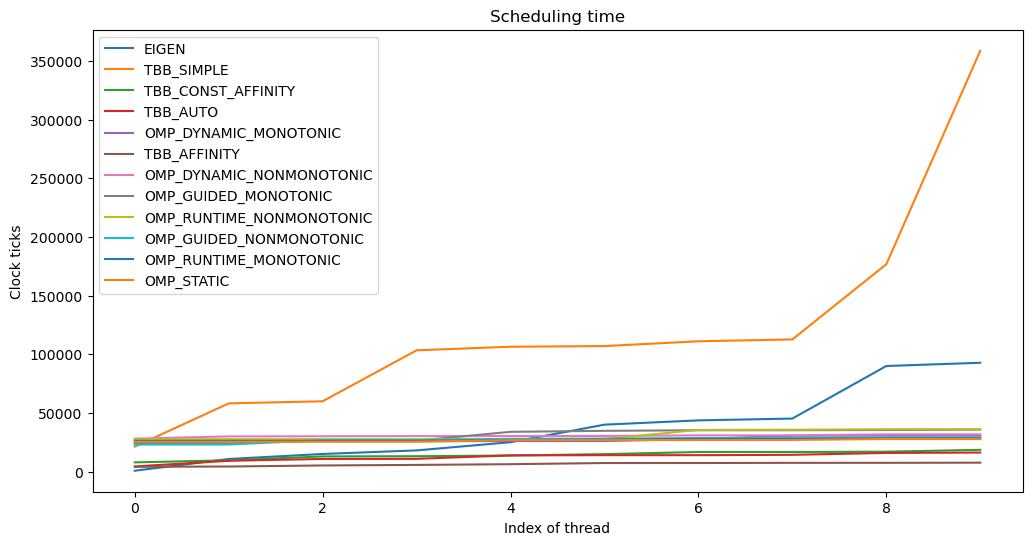 Scheduling time
EIGEN
TBB_SIMPLE
TBB_CONST_AFFINITY
TBB_AUTO
OMP_DYNAMIC_MONOTONIC
TBB_AFFINITY
OMP_DYNAMIC_NONMONOTONIC
OMP_GUIDED_MONOTONIC
OMP_RUNTIME_NONMONOTONIC
OMP_GUIDED_NONMONOTONIC
OMP_RUNTIME_MONOTONIC
OMP_STATIC
Clock ticks
350000
300000
250000
200000
150000
100000
50000
0
0
2
4
6
8
Index of thread